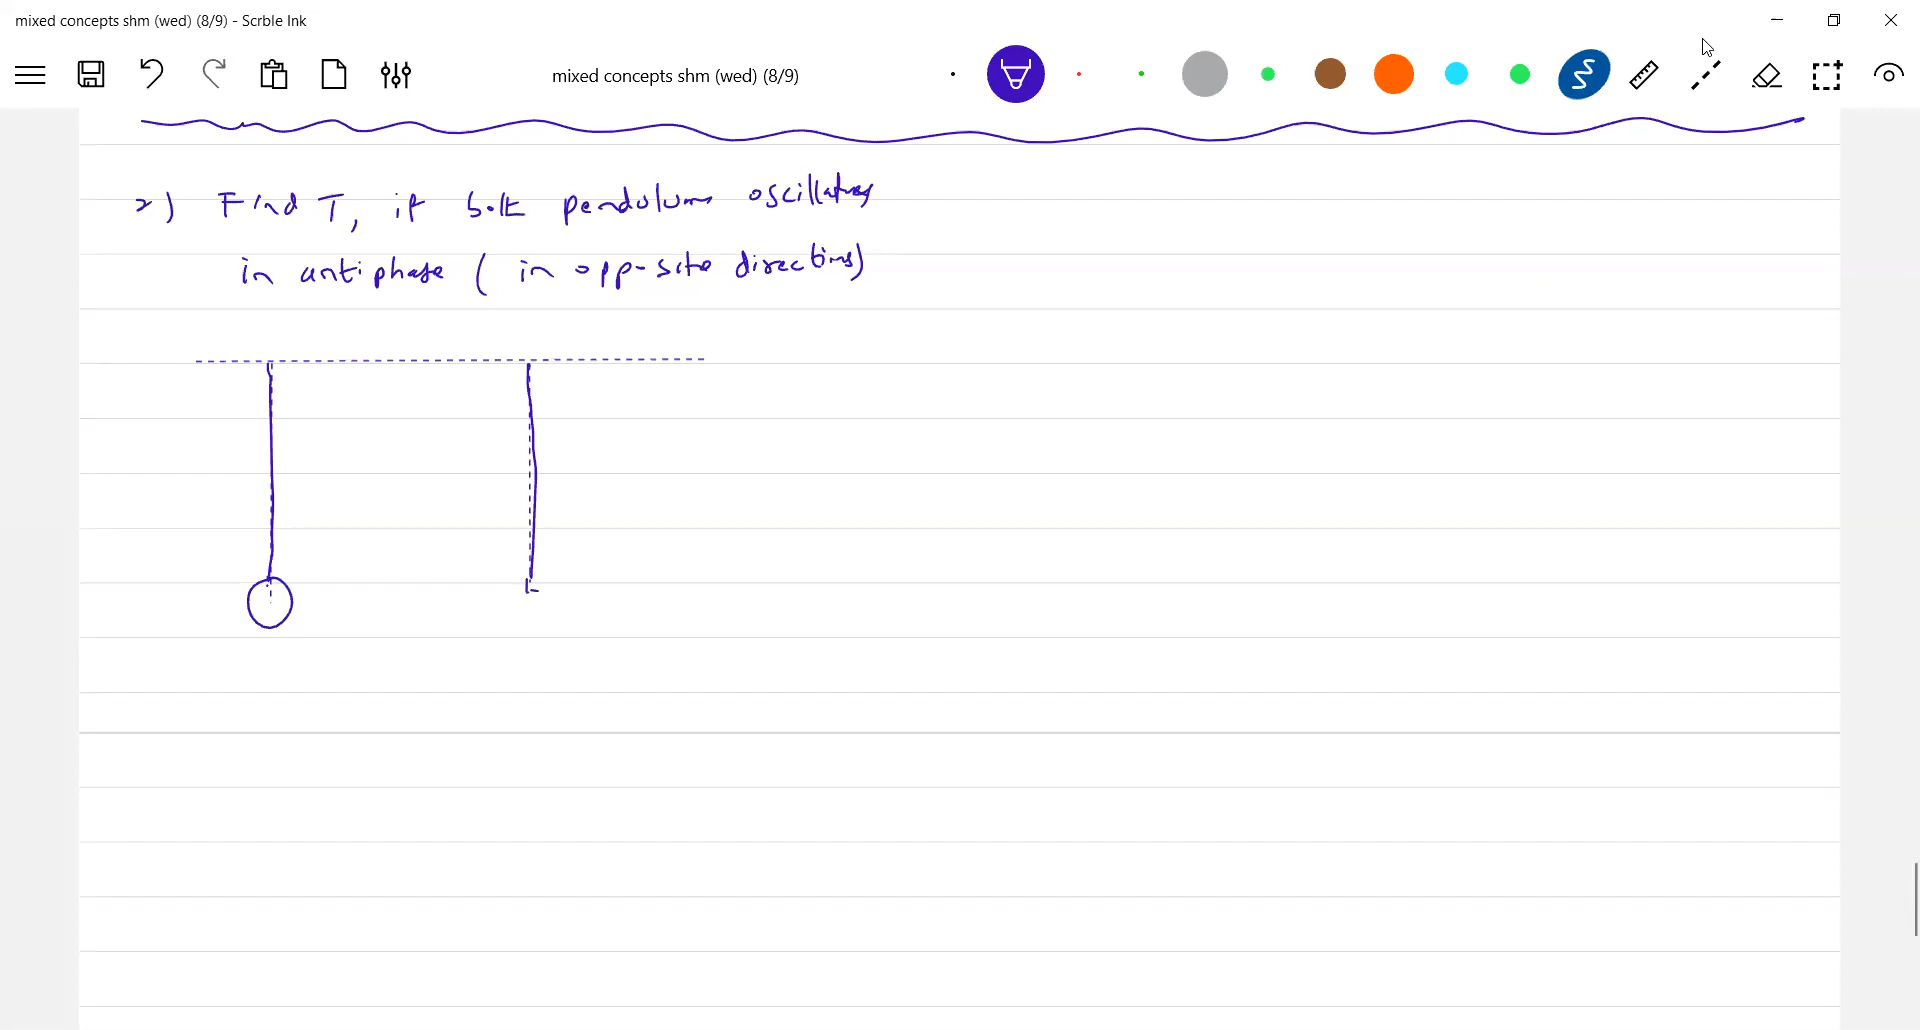 mixed concepts shm (wed) (8/9) - Scrble Ink
mixed concepts shm (wed) (8/9)
2) Find T, if both pendulums oscillates
in antiphase ( in opposite directions)